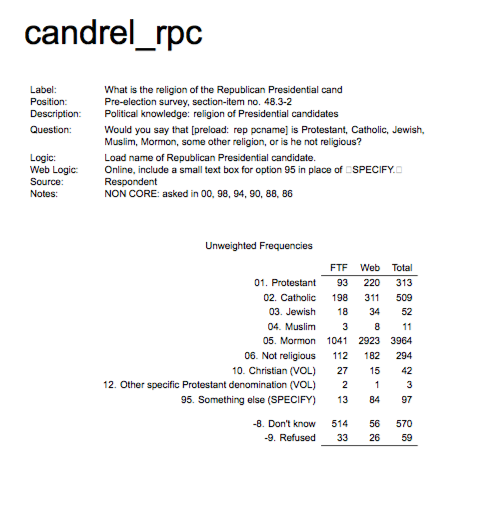 candrel_rpc
Label: What is the religion of the Republican Presidential cand
Position: Pre-election survey, section-item no. 48.3-2
Description: Political knowledge: religion of Presidential candidates
Question: Would you say that [preload: rep pcname] is Protestant, Catholic, Jewish,
Muslim, Mormon, some other religion, or is he not religious?
Logic: Load name of Republican Presidential candidate.
Web Logic: Online, include a small text box for option 95 in place of □SPECIFY.□
Source: Respondent
Notes: NON CORE: asked in 00, 98, 94, 90, 88, 86
Unweighted Frequencies
FTF Web Total
01. Protestant 93 220 313
02. Catholic 198 311 509
03. Jewish 18 34 52
04. Muslim 3 8 11
05. Mormon 1041 2923 3964
06. Not religious 112 182 294
10. Christian (VOL) 27 15 42
12. Other specific Protestant denomination (VOL) 2 1 3
95. Something else (SPECIFY) 13 84 97
-8. Don't know 514 56 570
-9. Refused 33 26 59